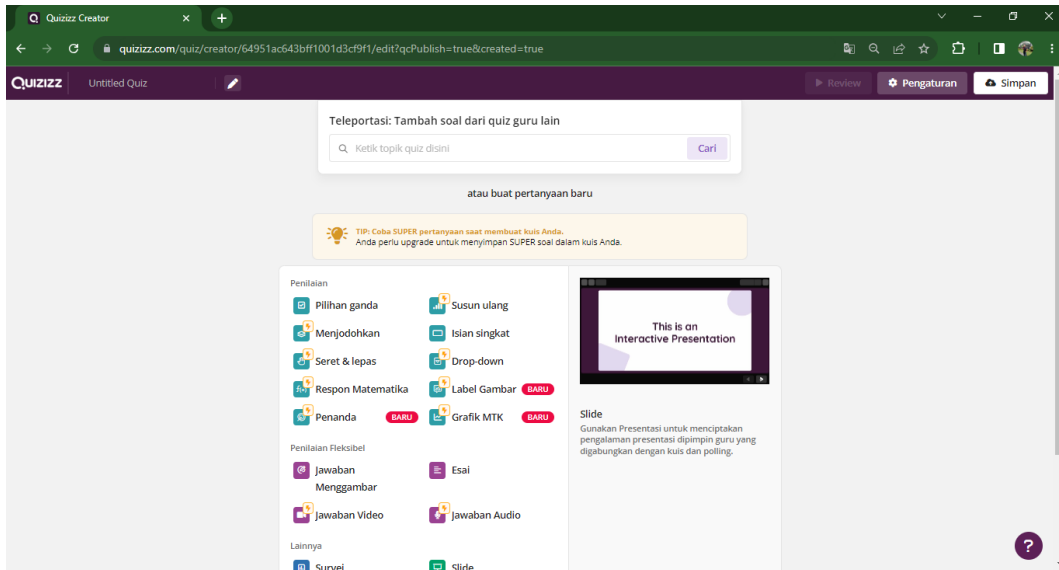 Quizizz Creator
quizizz.com/quiz/creator/64951ac643bff1001d3cf9f1/edit?qcPublish=true&created=true
QUIZIZZ Untitled Quiz Review Pengaturan Simpan
Teleportasi: Tambah soal dari quiz guru lain
Ketik topik quiz disini Cari
atau buat pertanyaan baru
TIP: Coba SUPER pertanyaan saat membuat kuis Anda.
Anda perlu upgrade untuk menyimpan SUPER soal dalam kuis Anda.
Penilaian
Pilihan ganda Susun ulang
Menjodohkan Isian singkat
Seret & lepas Drop-down
Respon Matematika Label Gambar BARU
Penanda BARU Grafik MTK BARU
Penilaian Fleksibel
Jawaban Menggambar Esai
Jawaban Video Jawaban Audio
Lainnya
Survei Slide
This is an
Interactive Presentation
Slide
Gunakan Presentasi untuk menciptakan
pengalaman presentasi dipimpin guru yang
digabungkan dengan kuis dan polling.
?